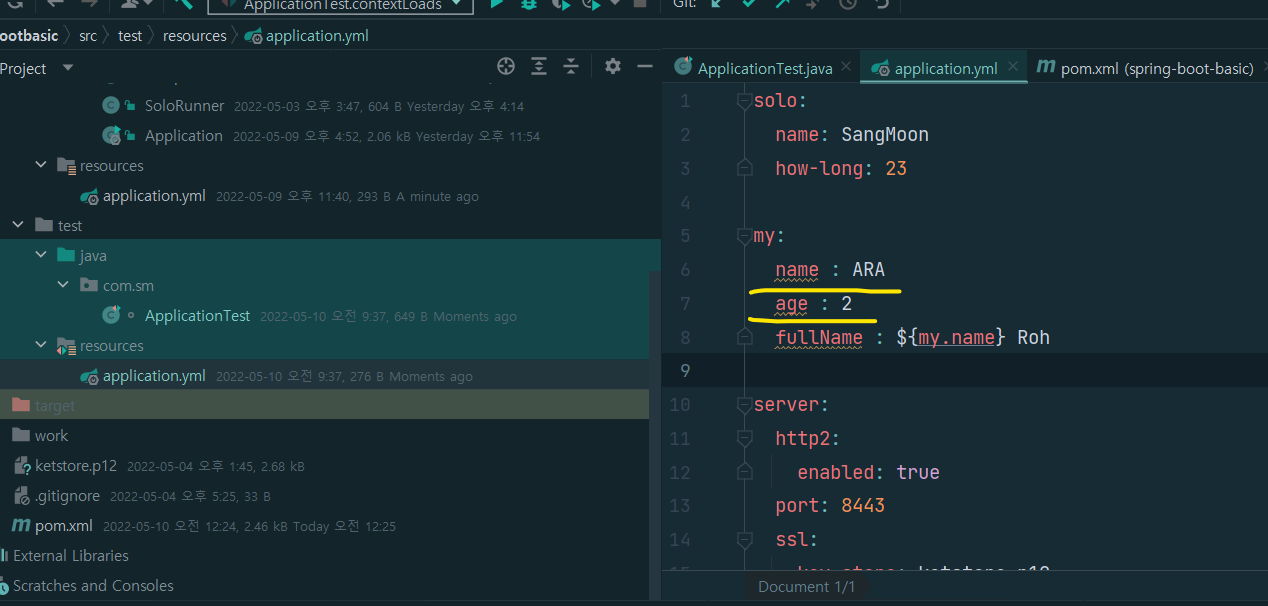 ApplicationTest.contextLoads
Git:
ootbasic src test resources application.yml
Project
ApplicationTest.java application.yml pom.xml (spring-boot-basic)
SoloRunner 2022-05-03 오후 3:47, 604 B Yesterday 오후 4:14
Application 2022-05-09 오후 4:52, 2.06 kB Yesterday 오후 11:54
resources
application.yml 2022-05-09 오후 11:40, 293 B A minute ago
test
java
com.sm
ApplicationTest 2022-05-10 오전 9:37, 649 B Moments ago
resources
application.yml 2022-05-10 오전 9:37, 276 B Moments ago
target
work
ketstore.p12 2022-05-04 오후 1:45, 2.68 kB
.gitignore 2022-05-04 오후 5:25, 33 B
pom.xml 2022-05-10 오전 12:24, 2.46 kB Today 오전 12:25
External Libraries
Scratches and Consoles
1 solo:
2 name: SangMoon
3 how-long: 23
4
5 my:
6 name : ARA
7 age : 2
8 fullName : ${my.name} Roh
9
10 server:
11 http2:
12 enabled: true
13 port: 8443
14 ssl:
Document 1/1